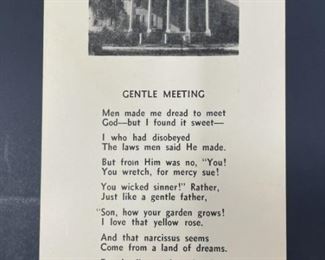 GENTLE MEETING
Men made me dread to meet
God—but I found it sweet—
I who had disobeyed
The laws men said He made.
But from Him was no, "You!
You wretch, for mercy sue!
You wicked sinner!" Rather,
Just like a gentle father,
"Son, how your garden grows!
I love that yellow rose.
And that narcissus seems
Come from a land of dreams.